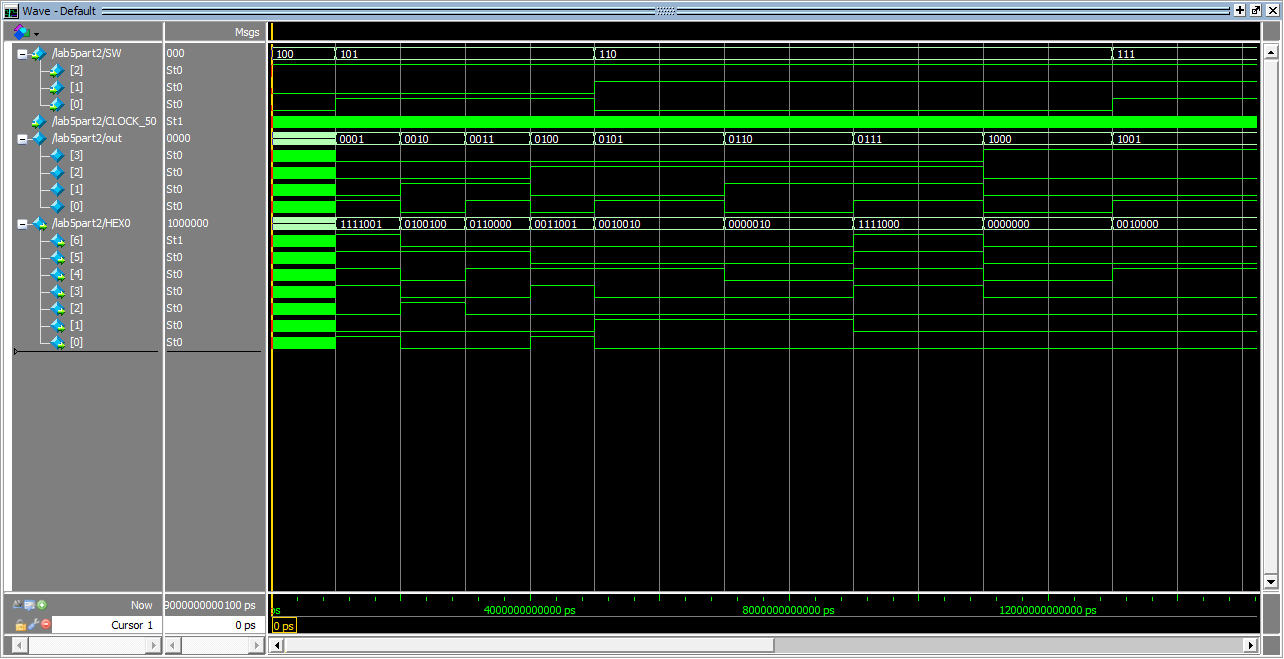 Wave - Default
Msgs
/lab5part2/SW 000 100 101 110 111
[2] St0
[1] St0
[0] St0
/lab5part2/CLOCK_50 St1
/lab5part2/out 0000 0001 0010 0011 0100 0101 0110 0111 1000 1001
[3] St0
[2] St0
[1] St0
[0] St0
/lab5part2/HEX0 1000000 1111001 0100100 0110000 0011001 0010010 0000010 1111000 0000000 0010000
[6] St1
[5] St0
[4] St0
[3] St0
[2] St0
[1] St0
[0] St0
Now 9000000000100 ps ps 4000000000000 ps 8000000000000 ps 12000000000000 ps
Cursor 1 0 ps 0 ps